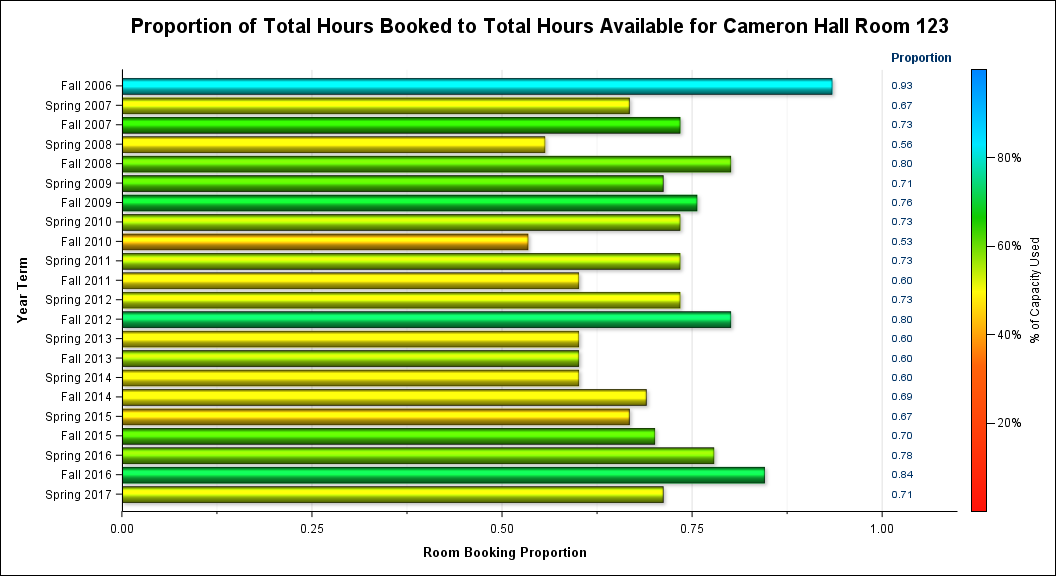 Proportion of Total Hours Booked to Total Hours Available for Cameron Hall Room 123
Proportion
Fall 2006 0.93
Spring 2007 0.67
Fall 2007 0.73
Spring 2008 0.56
Fall 2008 0.80
Spring 2009 0.71
Fall 2009 0.76
Spring 2010 0.73
Fall 2010 0.53
Spring 2011 0.73
Fall 2011 0.60
Spring 2012 0.73
Fall 2012 0.80
Spring 2013 0.60
Fall 2013 0.60
Spring 2014 0.60
Fall 2014 0.69
Spring 2015 0.67
Fall 2015 0.70
Spring 2016 0.78
Fall 2016 0.84
Spring 2017 0.71
Year Term
80%
60%
40%
20%
% of Capacity Used
0.00 0.25 0.50 0.75 1.00
Room Booking Proportion